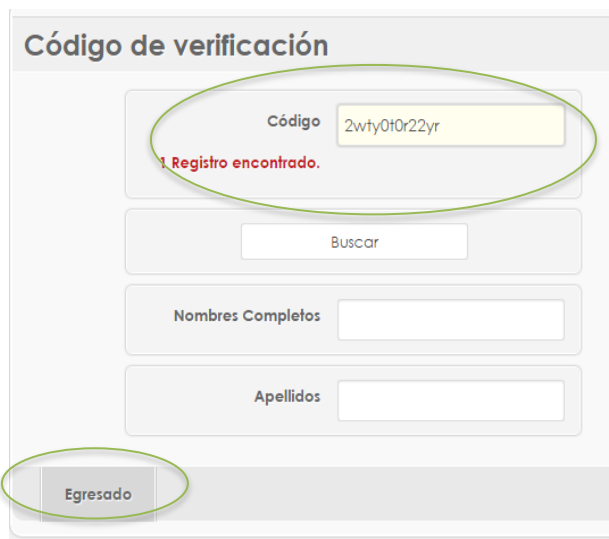 Código de verificación
Código 2wty0t0r22yr
1 Registro encontrado.
Buscar
Nombres Completos
Apellidos
Egresado